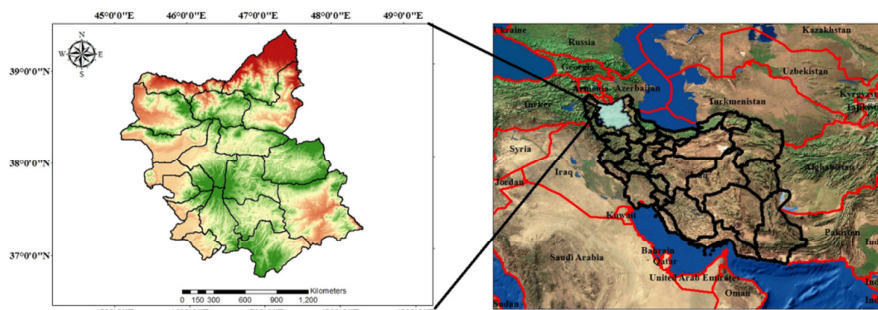 45°0'0"E 46°0'0"E 47°0'0"E 48°0'0"E 49°0'0"E
N
W E
S
39°0'0"N
38°0'0"N
37°0'0"N
Kilometers
0 150 300 600 900 1,200
Ukraine
Russia
Kazakhstan
Georgia
Uzbekistan
Armenia Azerbaijan
Turkmenistan
Syria
Iraq
Afghanistan
Jordan
Kuwait
Pakistan
Saudi Arabia
Bahrain
Qatar
United Arab Emirates
Oman
Sudan